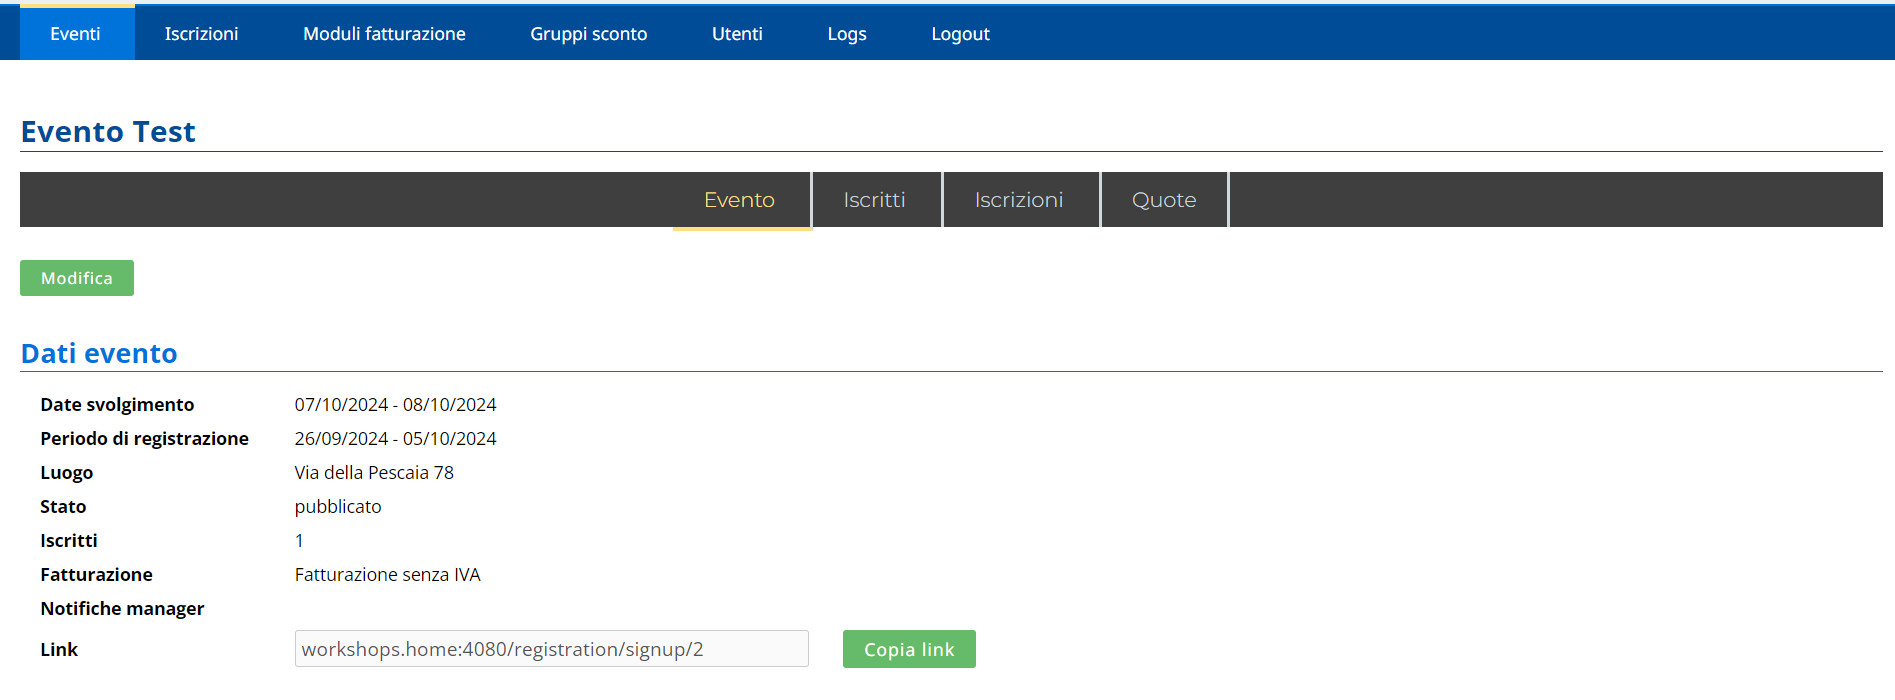 Eventi Iscrizioni Moduli fatturazione Gruppi sconto Utenti Logs Logout
Evento Test
Evento Iscritti Iscrizioni Quote
Modifica
Dati evento
Date svolgimento 07/10/2024 - 08/10/2024
Periodo di registrazione 26/09/2024 - 05/10/2024
Luogo Via della Pescaia 78
Stato pubblicato
Iscritti 1
Fatturazione Fatturazione senza IVA
Notifiche manager
Link workshops.home:4080/registration/signup/2 Copia link